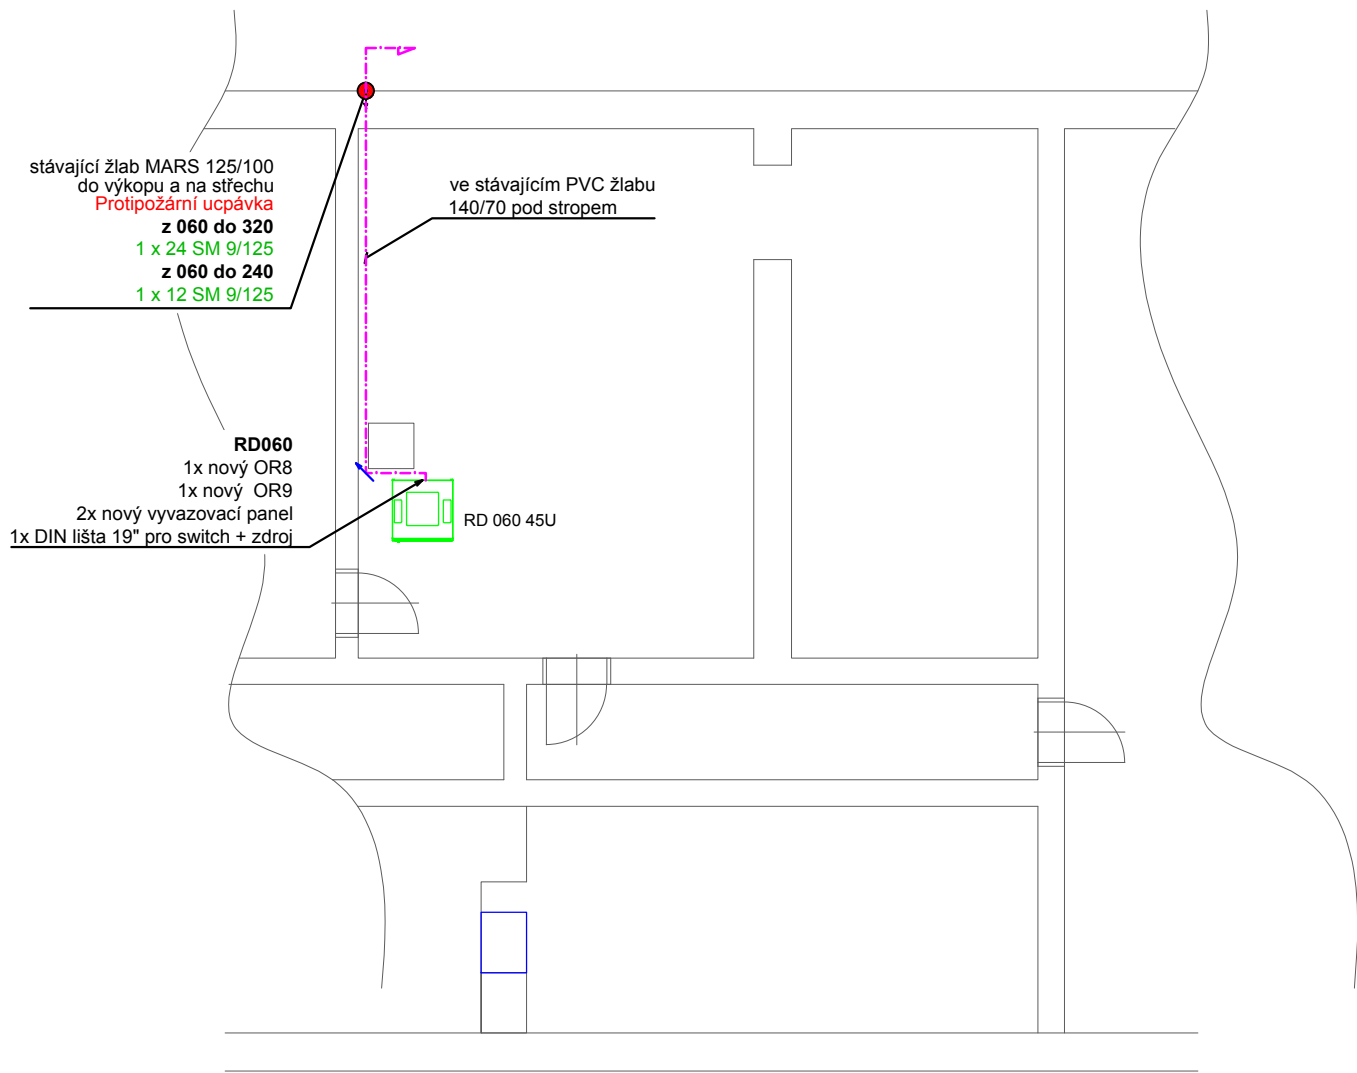 stávající žlab MARS 125/100
do výkopu a na střechu
Protipožární ucpávka
z 060 do 320
1 x 24 SM 9/125
z 060 do 240
1 x 12 SM 9/125
ve stávajícím PVC žlabu
140/70 pod stropem
RD060
1x nový OR8
1x nový  OR9
2x nový vyvazovací panel
1x DIN lišta 19" pro switch + zdroj
RD 060 45U